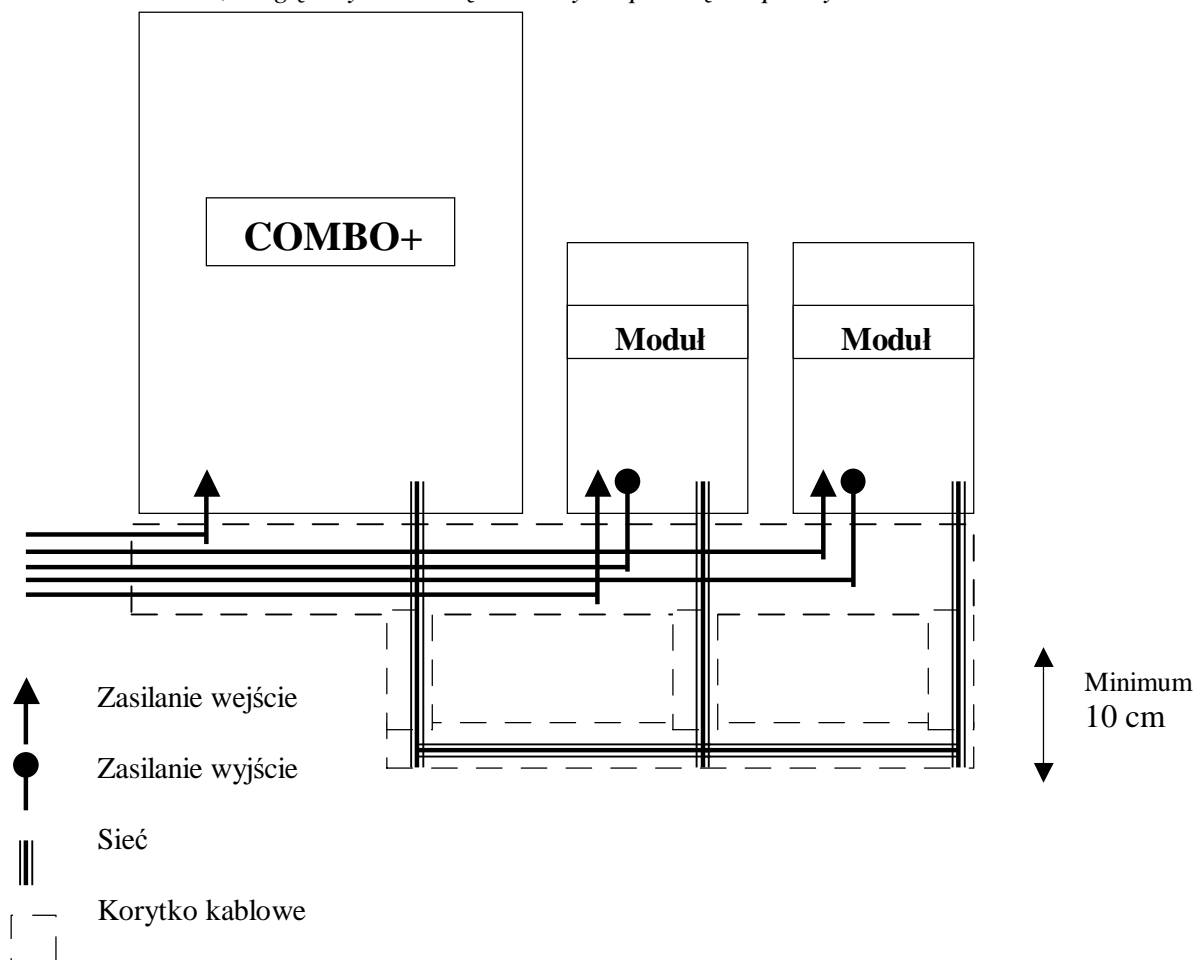 COMBO+
Moduł
Moduł
Zasilanie wejście
Minimum
10 cm
Zasilanie wyjście
Sieć
Korytko kablowe